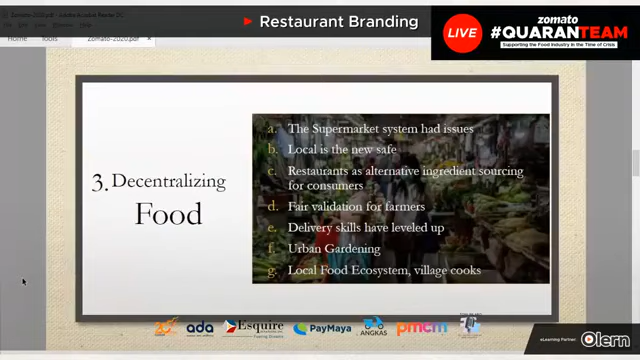 Restaurant Branding
LIVE
zomato
#QUARANTEAM
Supporting the Food Industry in the Time of Crisis
Home Tools Zomato-2020.pdf
3. Decentralizing
Food
a. The Supermarket system had issues
b. Local is the new safe
c. Restaurants as alternative ingredient sourcing
for consumers
d. Fair validation for farmers
e. Delivery skills have leveled up
f. Urban Gardening
g. Local Food Ecosystem, village cooks
ada
Esquire
PayMaya
ANGKAS
pmcm
eLearning Partner:
Olern